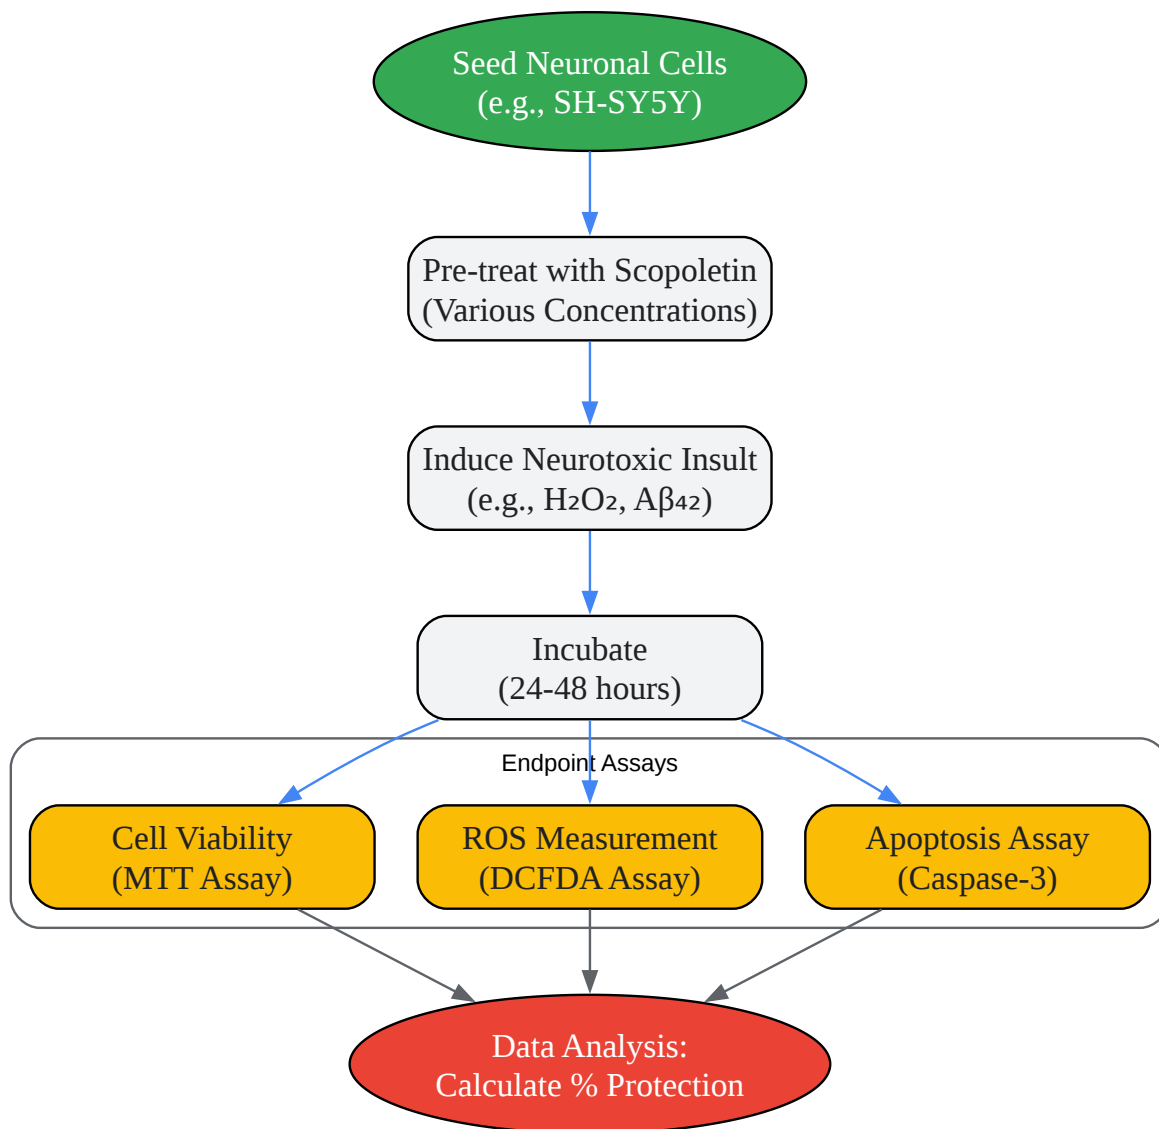 Seed Neuronal Cells
(e.g., SH-SY5Y)
Pre-treat with Scopoletin
(Various Concentrations)
Induce Neurotoxic Insult
(e.g., H₂O₂, Aβ₄₂)
Incubate
(24-48 hours)
Endpoint Assays
Cell Viability
(MTT Assay)
ROS Measurement
(DCFDA Assay)
Apoptosis Assay
(Caspase-3)
Data Analysis:
Calculate % Protection